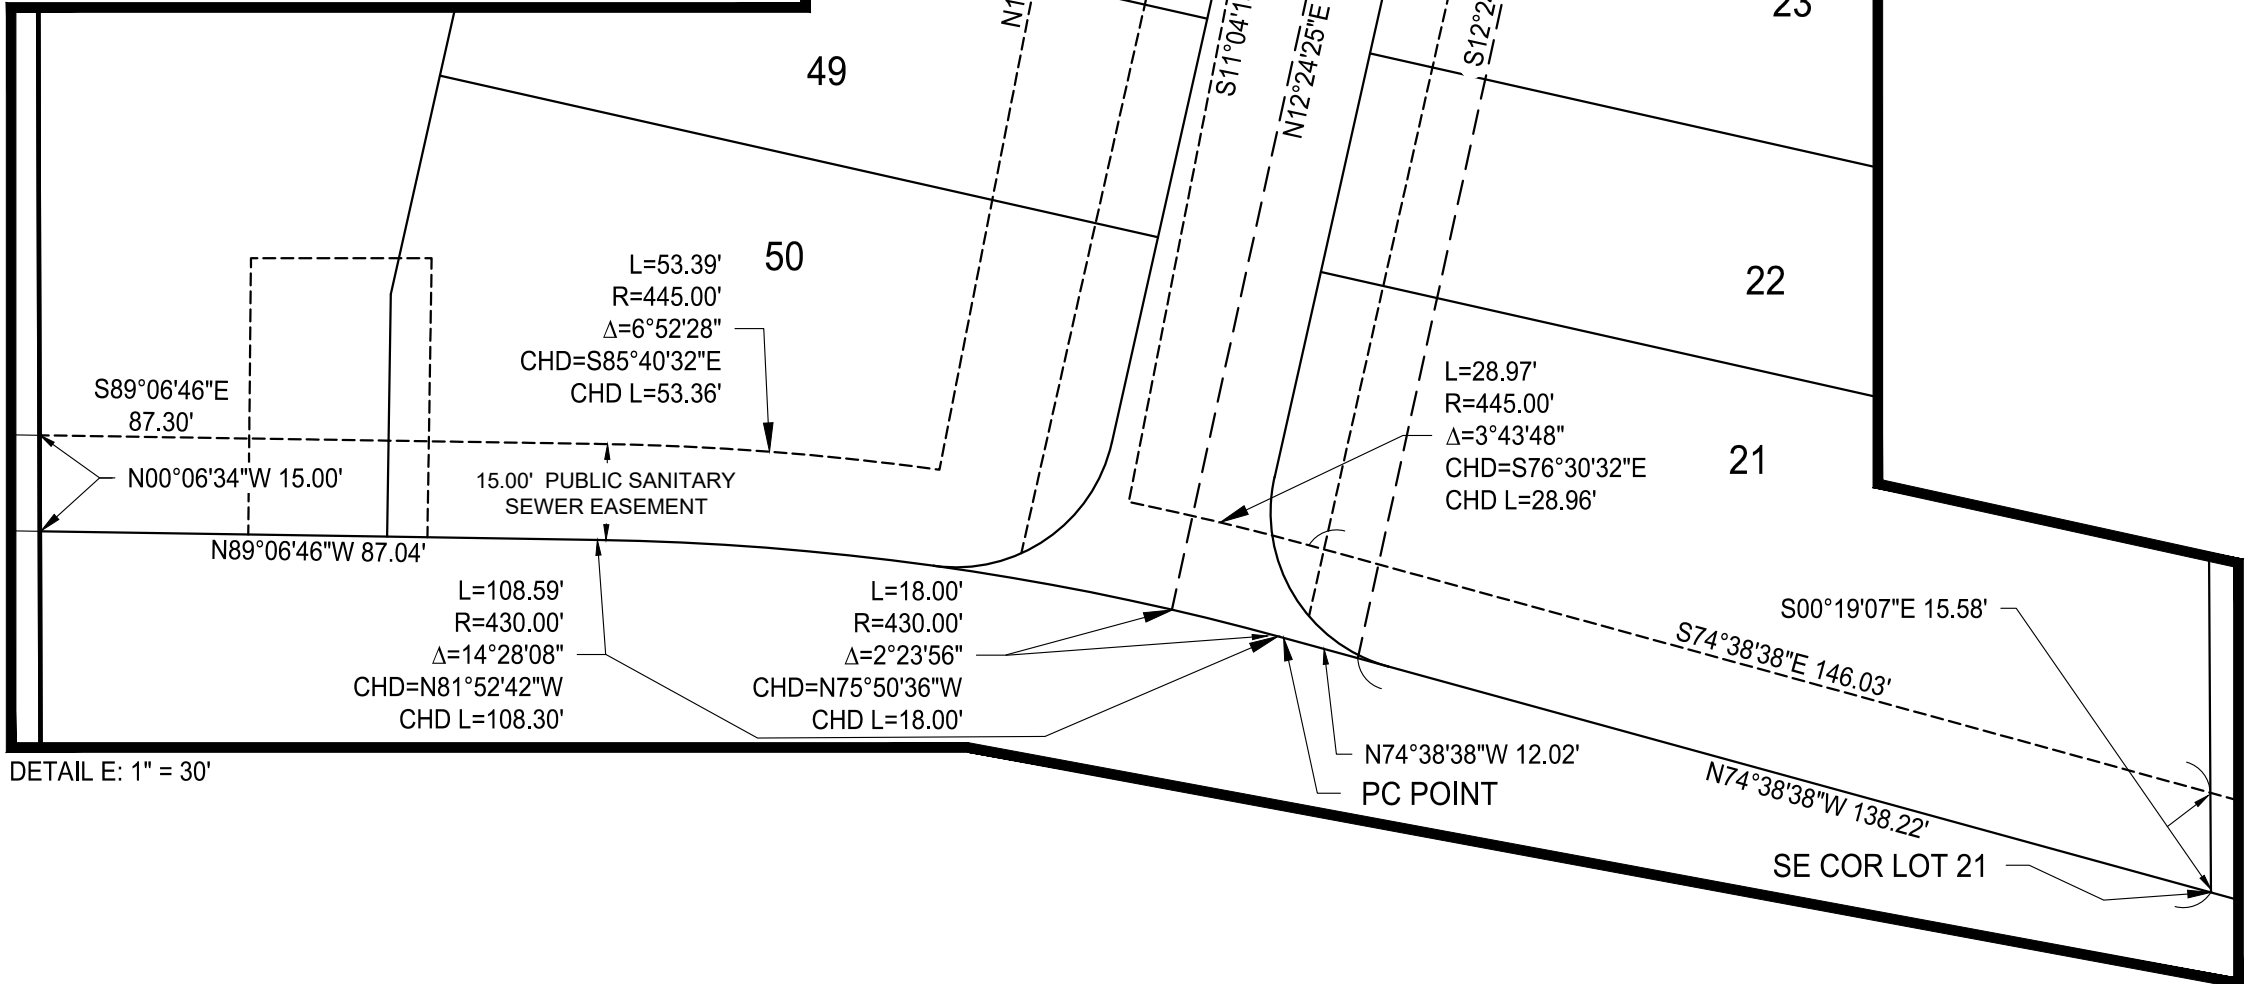 23
49
S12°2
N12°24'25"E
S11°04'1
N1
50
L=53.39'
R=445.00'
Δ=6°52'28"
CHD=S85°40'32"E
CHD L=53.36'
22
S89°06'46"E
87.30'
N00°06'34"W 15.00'
15.00' PUBLIC SANITARY
SEWER EASEMENT
L=28.97'
R=445.00'
Δ=3°43'48"
CHD=S76°30'32"E
CHD L=28.96'
21
N89°06'46"W 87.04'
L=108.59'
R=430.00'
Δ=14°28'08"
CHD=N81°52'42"W
CHD L=108.30'
L=18.00'
R=430.00'
Δ=2°23'56"
CHD=N75°50'36"W
CHD L=18.00'
S00°19'07"E 15.58'
S74°38'38"E 146.03'
N74°38'38"W 12.02'
PC POINT
N74°38'38"W 138.22'
SE COR LOT 21
DETAIL E: 1" = 30'